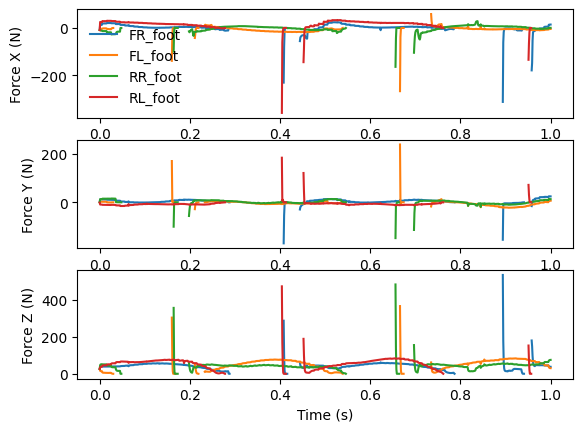 Force X (N)
0
−200
FR_foot
FL_foot
RR_foot
RL_foot
0.0 0.2 0.4 0.6 0.8 1.0
Force Y (N)
200
0
0.0 0.2 0.4 0.6 0.8 1.0
Force Z (N)
400
200
0
0.0 0.2 0.4 0.6 0.8 1.0
Time (s)